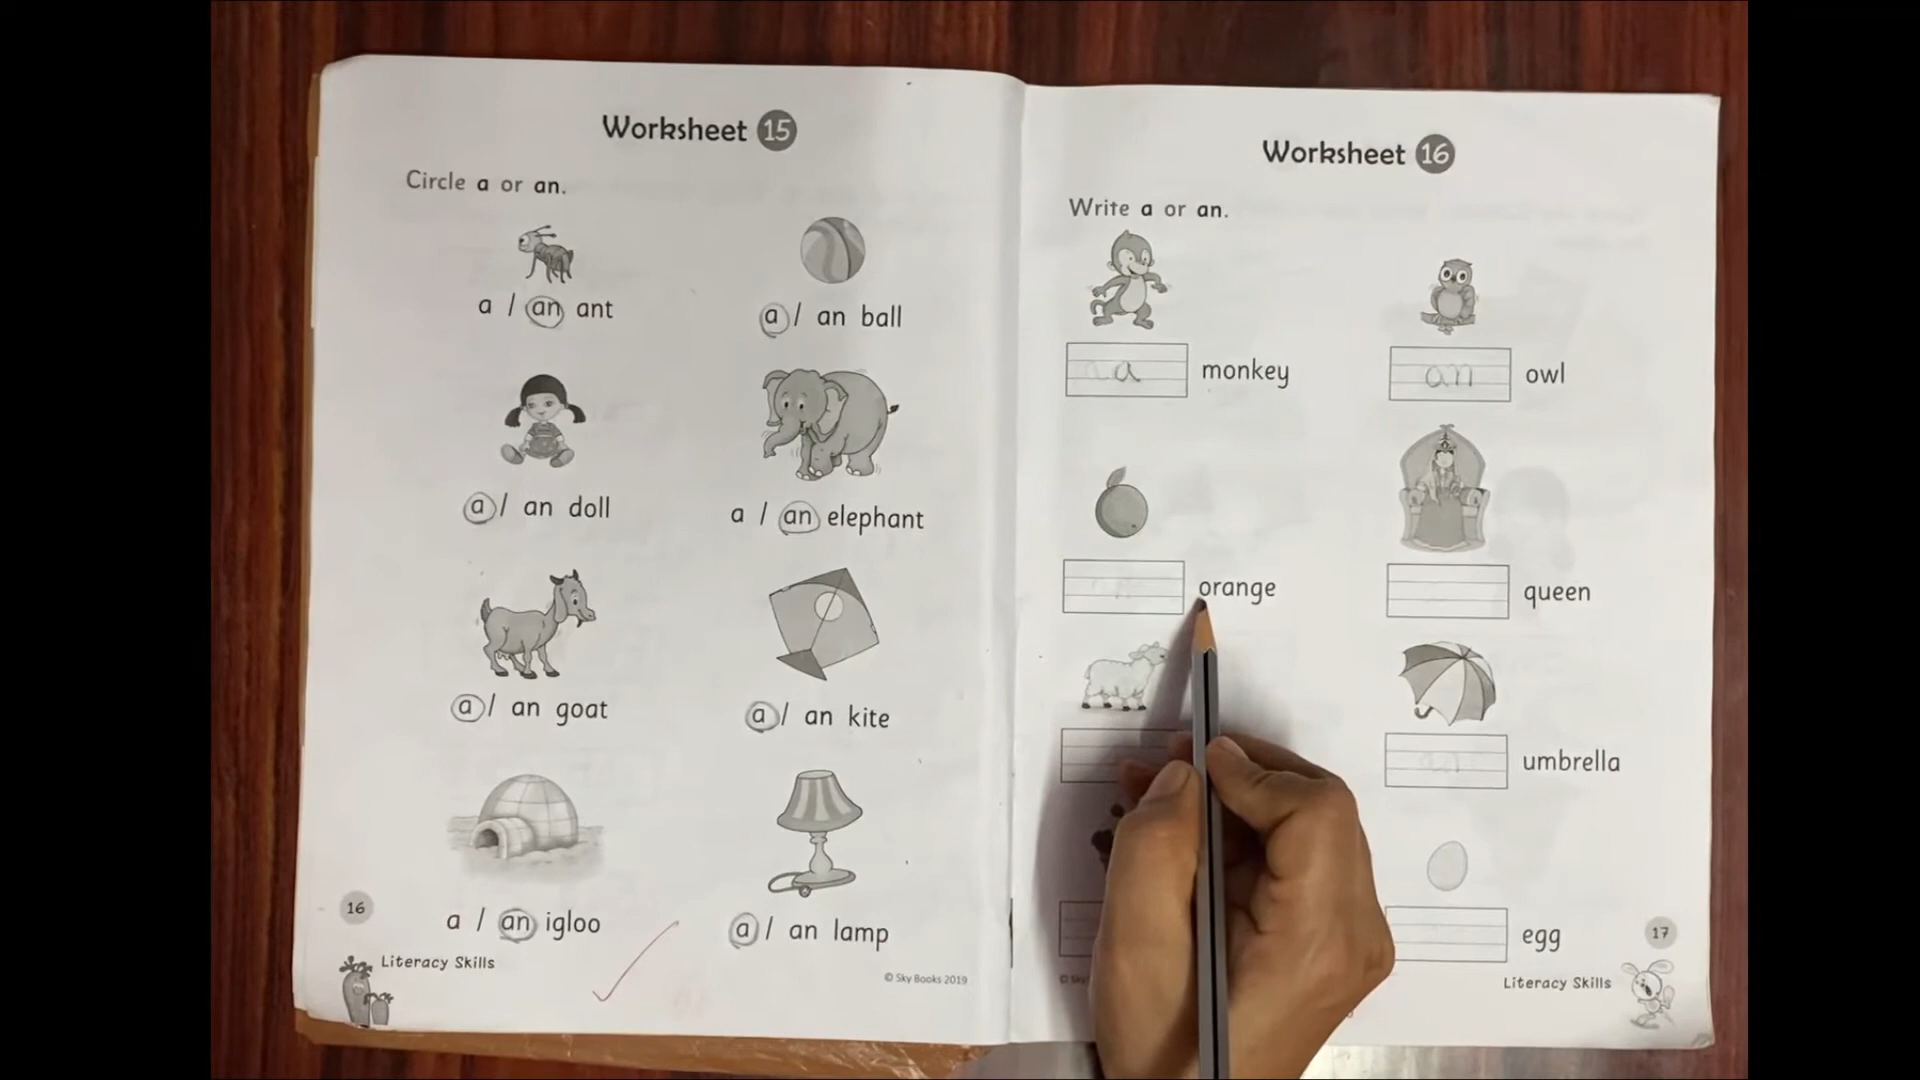 Worksheet 15
Circle a or an.
a / an ant
a / an ball
a / an doll
a / an elephant
a / an goat
a / an kite
a / an igloo
a / an lamp
16
Literacy Skills
© Sky Books 2019
Worksheet 16
Write a or an.
a monkey
an owl
orange
queen
an umbrella
egg
17
Literacy Skills